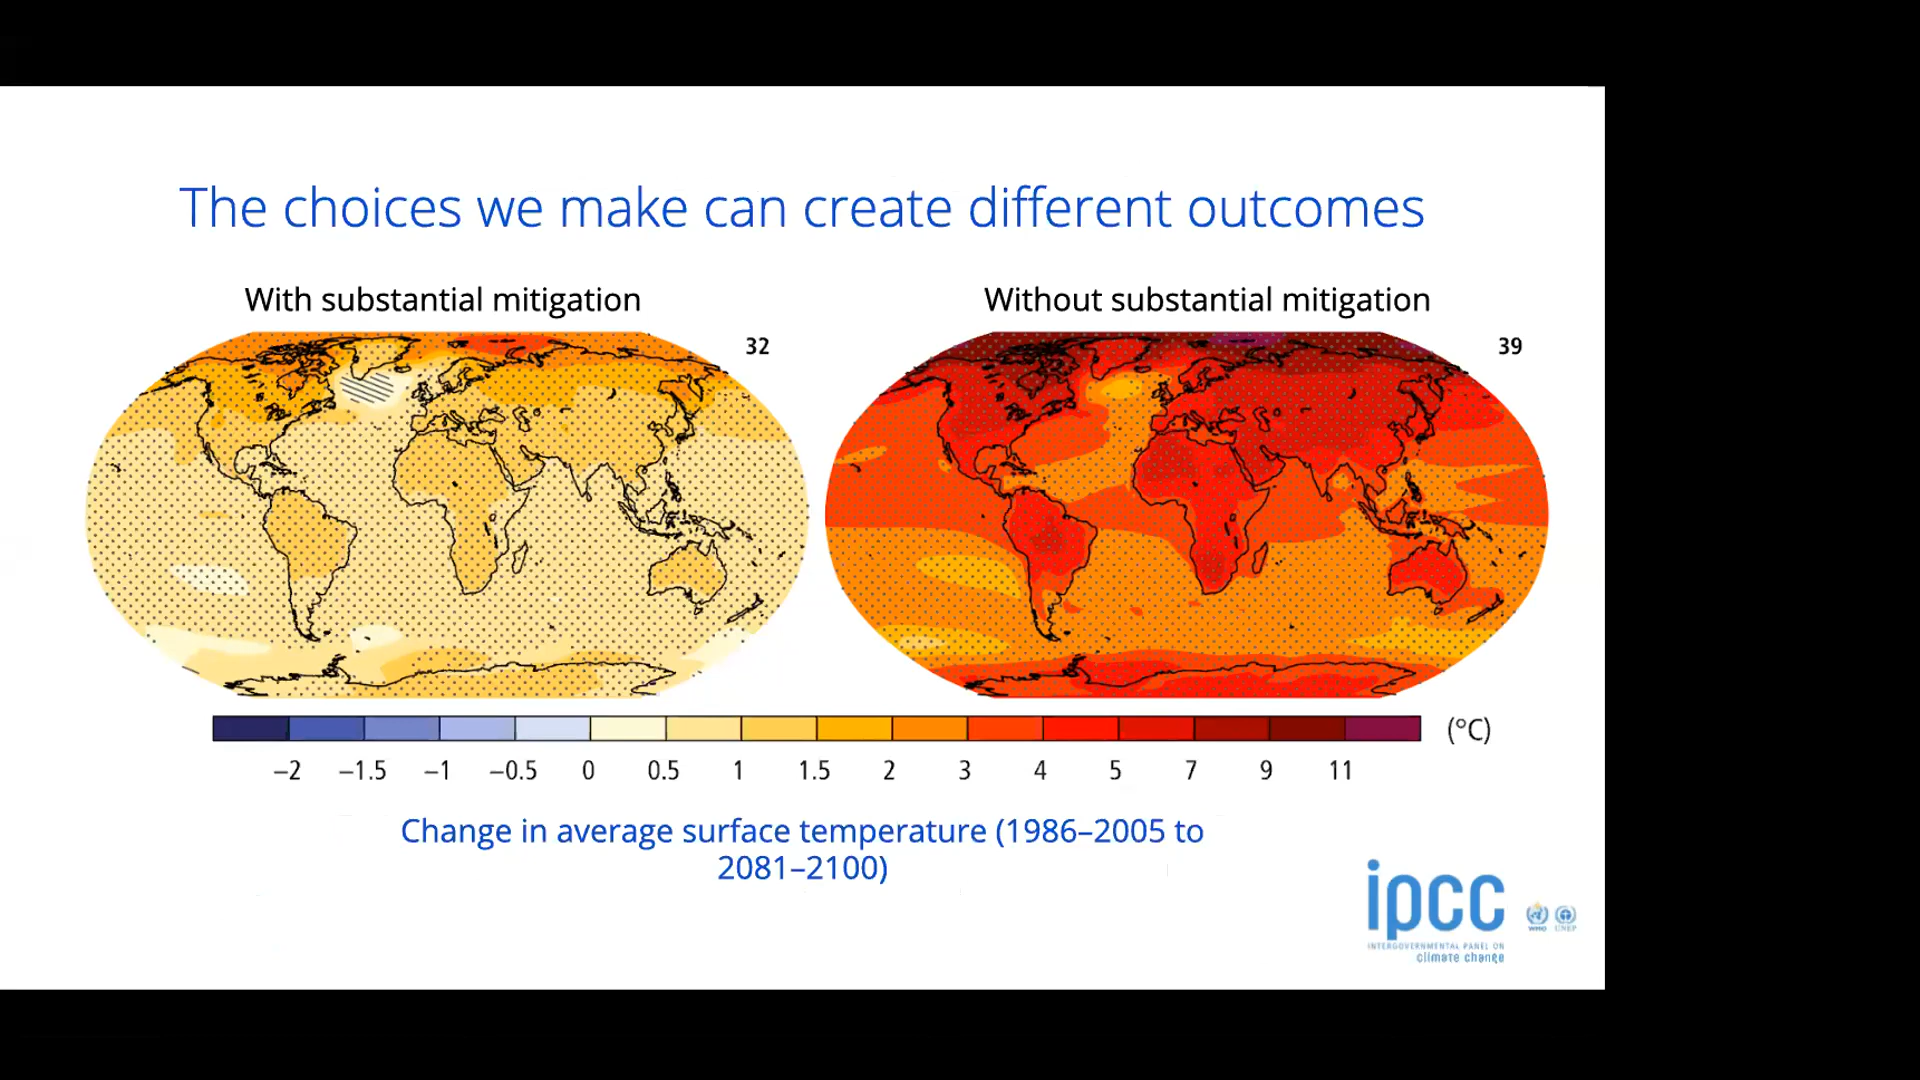 The choices we make can create different outcomes
With substantial mitigation
Without substantial mitigation
32
39
−2 −1.5 −1 −0.5 0 0.5 1 1.5 2 3 4 5 7 9 11
(°C)
Change in average surface temperature (1986–2005 to
2081–2100)
ipcc
INTERGOVERNMENTAL PANEL ON
climate change
WMO
UNEP